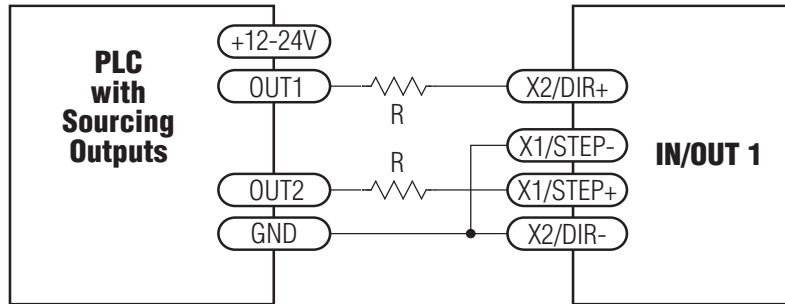 PLC
with
Sourcing
Outputs
+12-24V
OUT1
R
X2/DIR+
X1/STEP-
IN/OUT 1
OUT2
R
X1/STEP+
GND
X2/DIR-